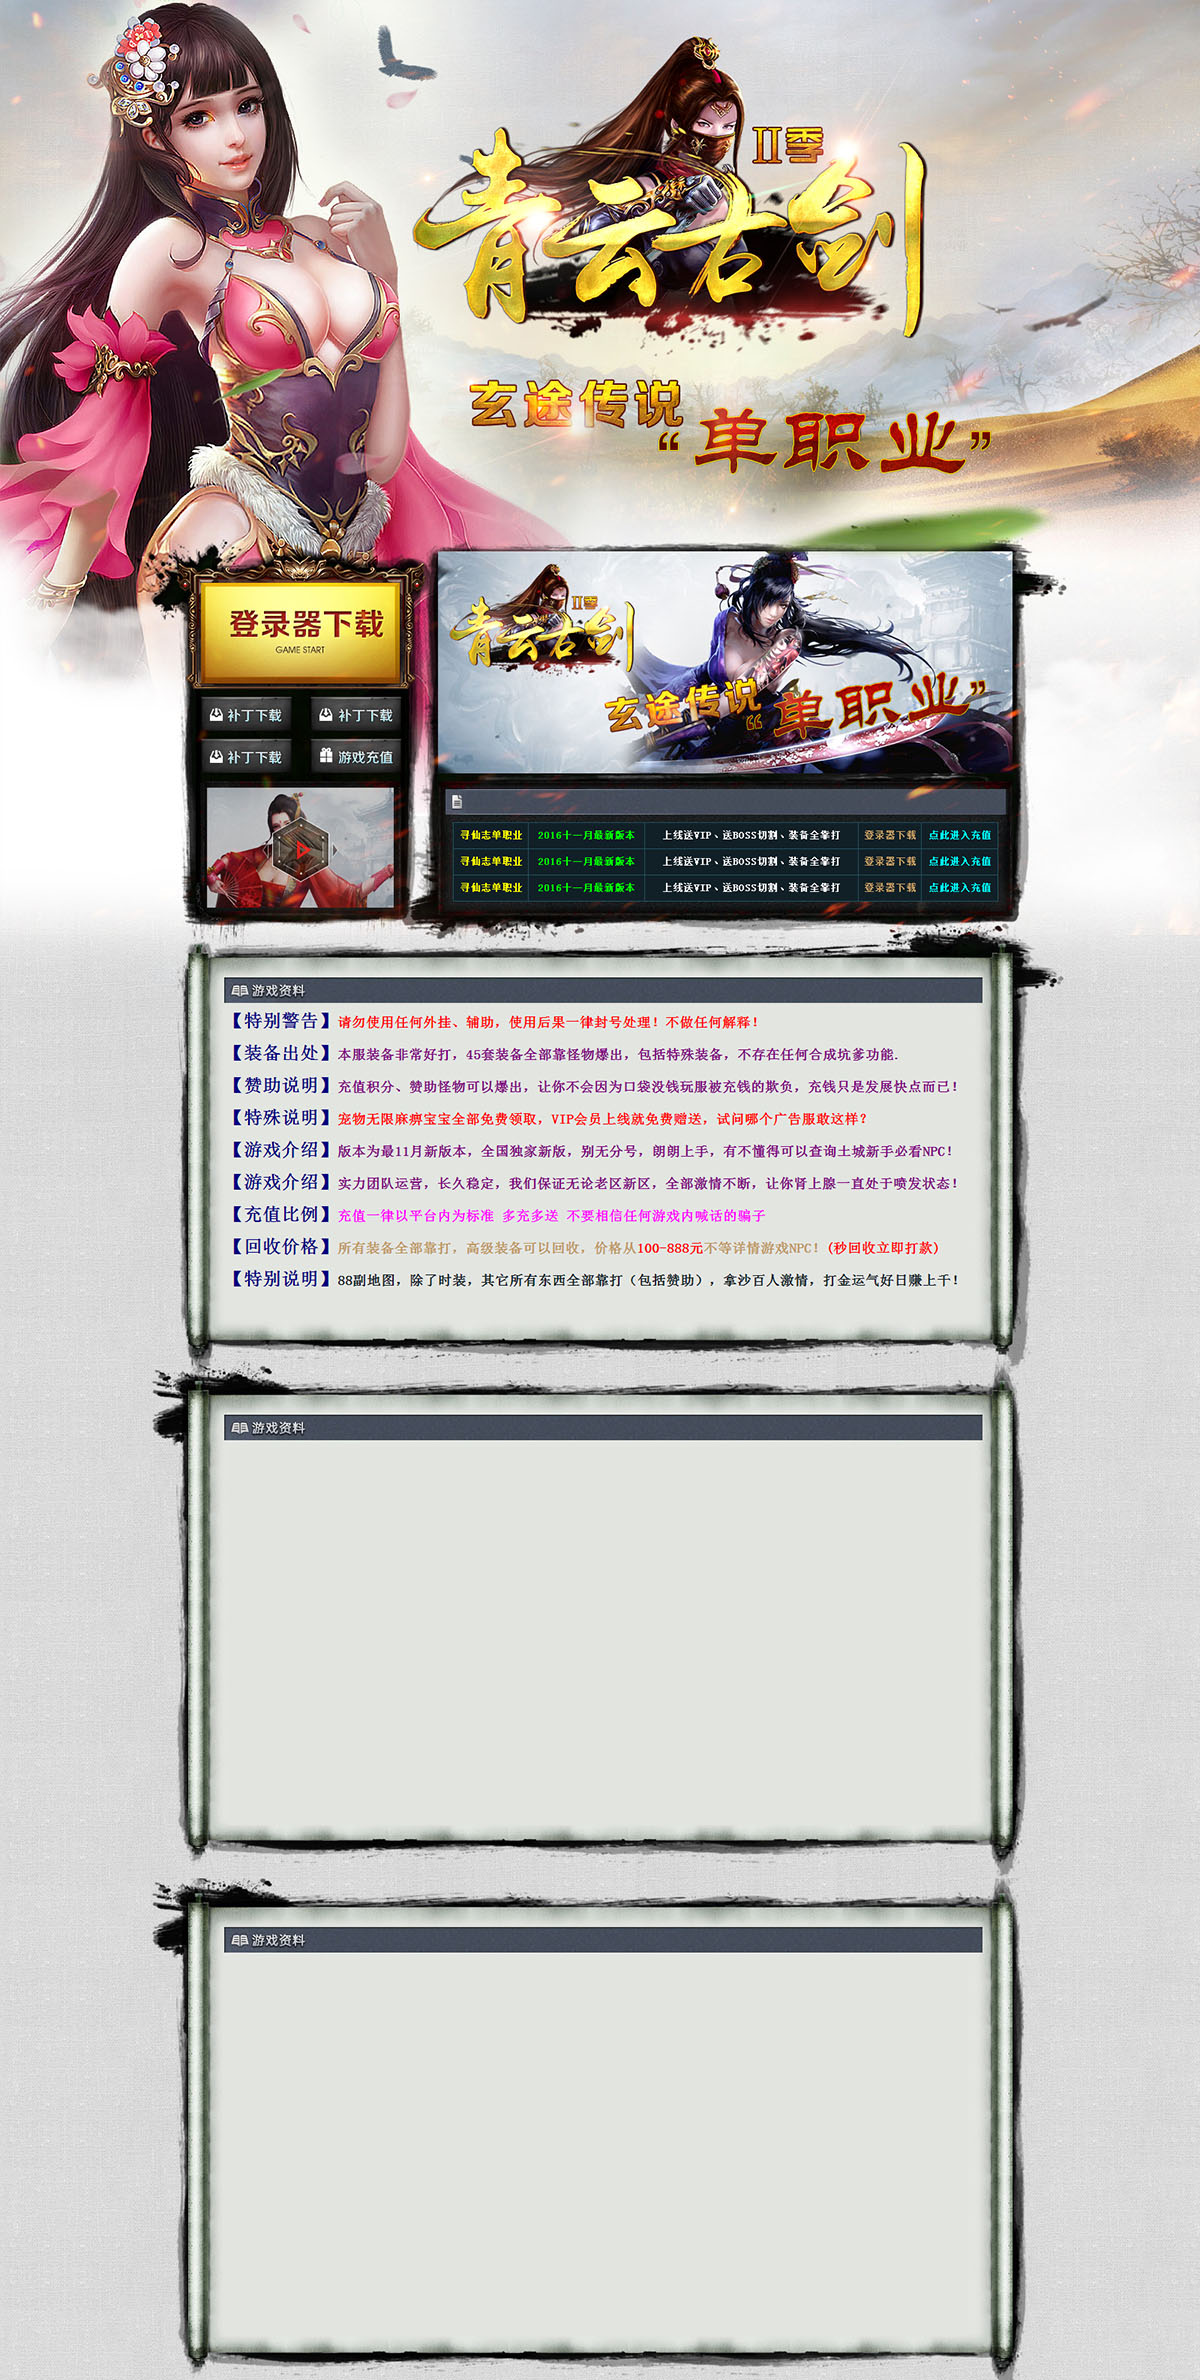 II季
青云古剑
玄途传说
“单职业”
登录器下载
GAME START
补丁下载
补丁下载
补丁下载
游戏充值
II季
青云古剑
玄途传说
“单职业”
寻仙志单职业 2016十一月最新版本 上线送VIP、送BOSS切割、装备全靠打 登录器下载 点此进入充值
寻仙志单职业 2016十一月最新版本 上线送VIP、送BOSS切割、装备全靠打 登录器下载 点此进入充值
寻仙志单职业 2016十一月最新版本 上线送VIP、送BOSS切割、装备全靠打 登录器下载 点此进入充值
游戏资料
【特别警告】请勿使用任何外挂、辅助，使用后果一律封号处理！不做任何解释！
【装备出处】本服装备非常好打，45套装备全部靠怪物爆出，包括特殊装备，不存在任何合成坑爹功能.
【赞助说明】充值积分、赞助怪物可以爆出，让你不会因为口袋没钱玩服被充钱的欺负，充钱只是发展快点而已！
【特殊说明】宠物无限麻痹宝宝全部免费领取，VIP会员上线就免费赠送，试问哪个广告服敢这样？
【游戏介绍】版本为最11月新版本，全国独家新版，别无分号，朗朗上手，有不懂得可以查询土城新手必看NPC！
【游戏介绍】实力团队运营，长久稳定，我们保证无论老区新区，全部激情不断，让你肾上腺一直处于喷发状态！
【充值比例】充值一律以平台内为标准 多充多送 不要相信任何游戏内喊话的骗子
【回收价格】所有装备全部靠打，高级装备可以回收，价格从100-888元不等详情游戏NPC！(秒回收立即打款)
【特别说明】88副地图，除了时装，其它所有东西全部靠打（包括赞助），拿沙百人激情，打金运气好日赚上千！
游戏资料
游戏资料